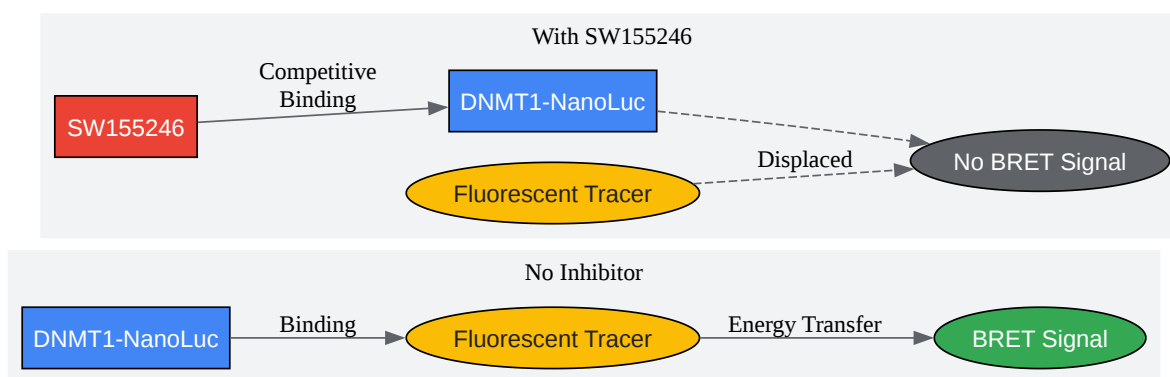 With SW155246
Competitive
Binding
SW155246
DNMT1-NanoLuc
Displaced
No BRET Signal
Fluorescent Tracer
No Inhibitor
DNMT1-NanoLuc
Binding
Fluorescent Tracer
Energy Transfer
BRET Signal